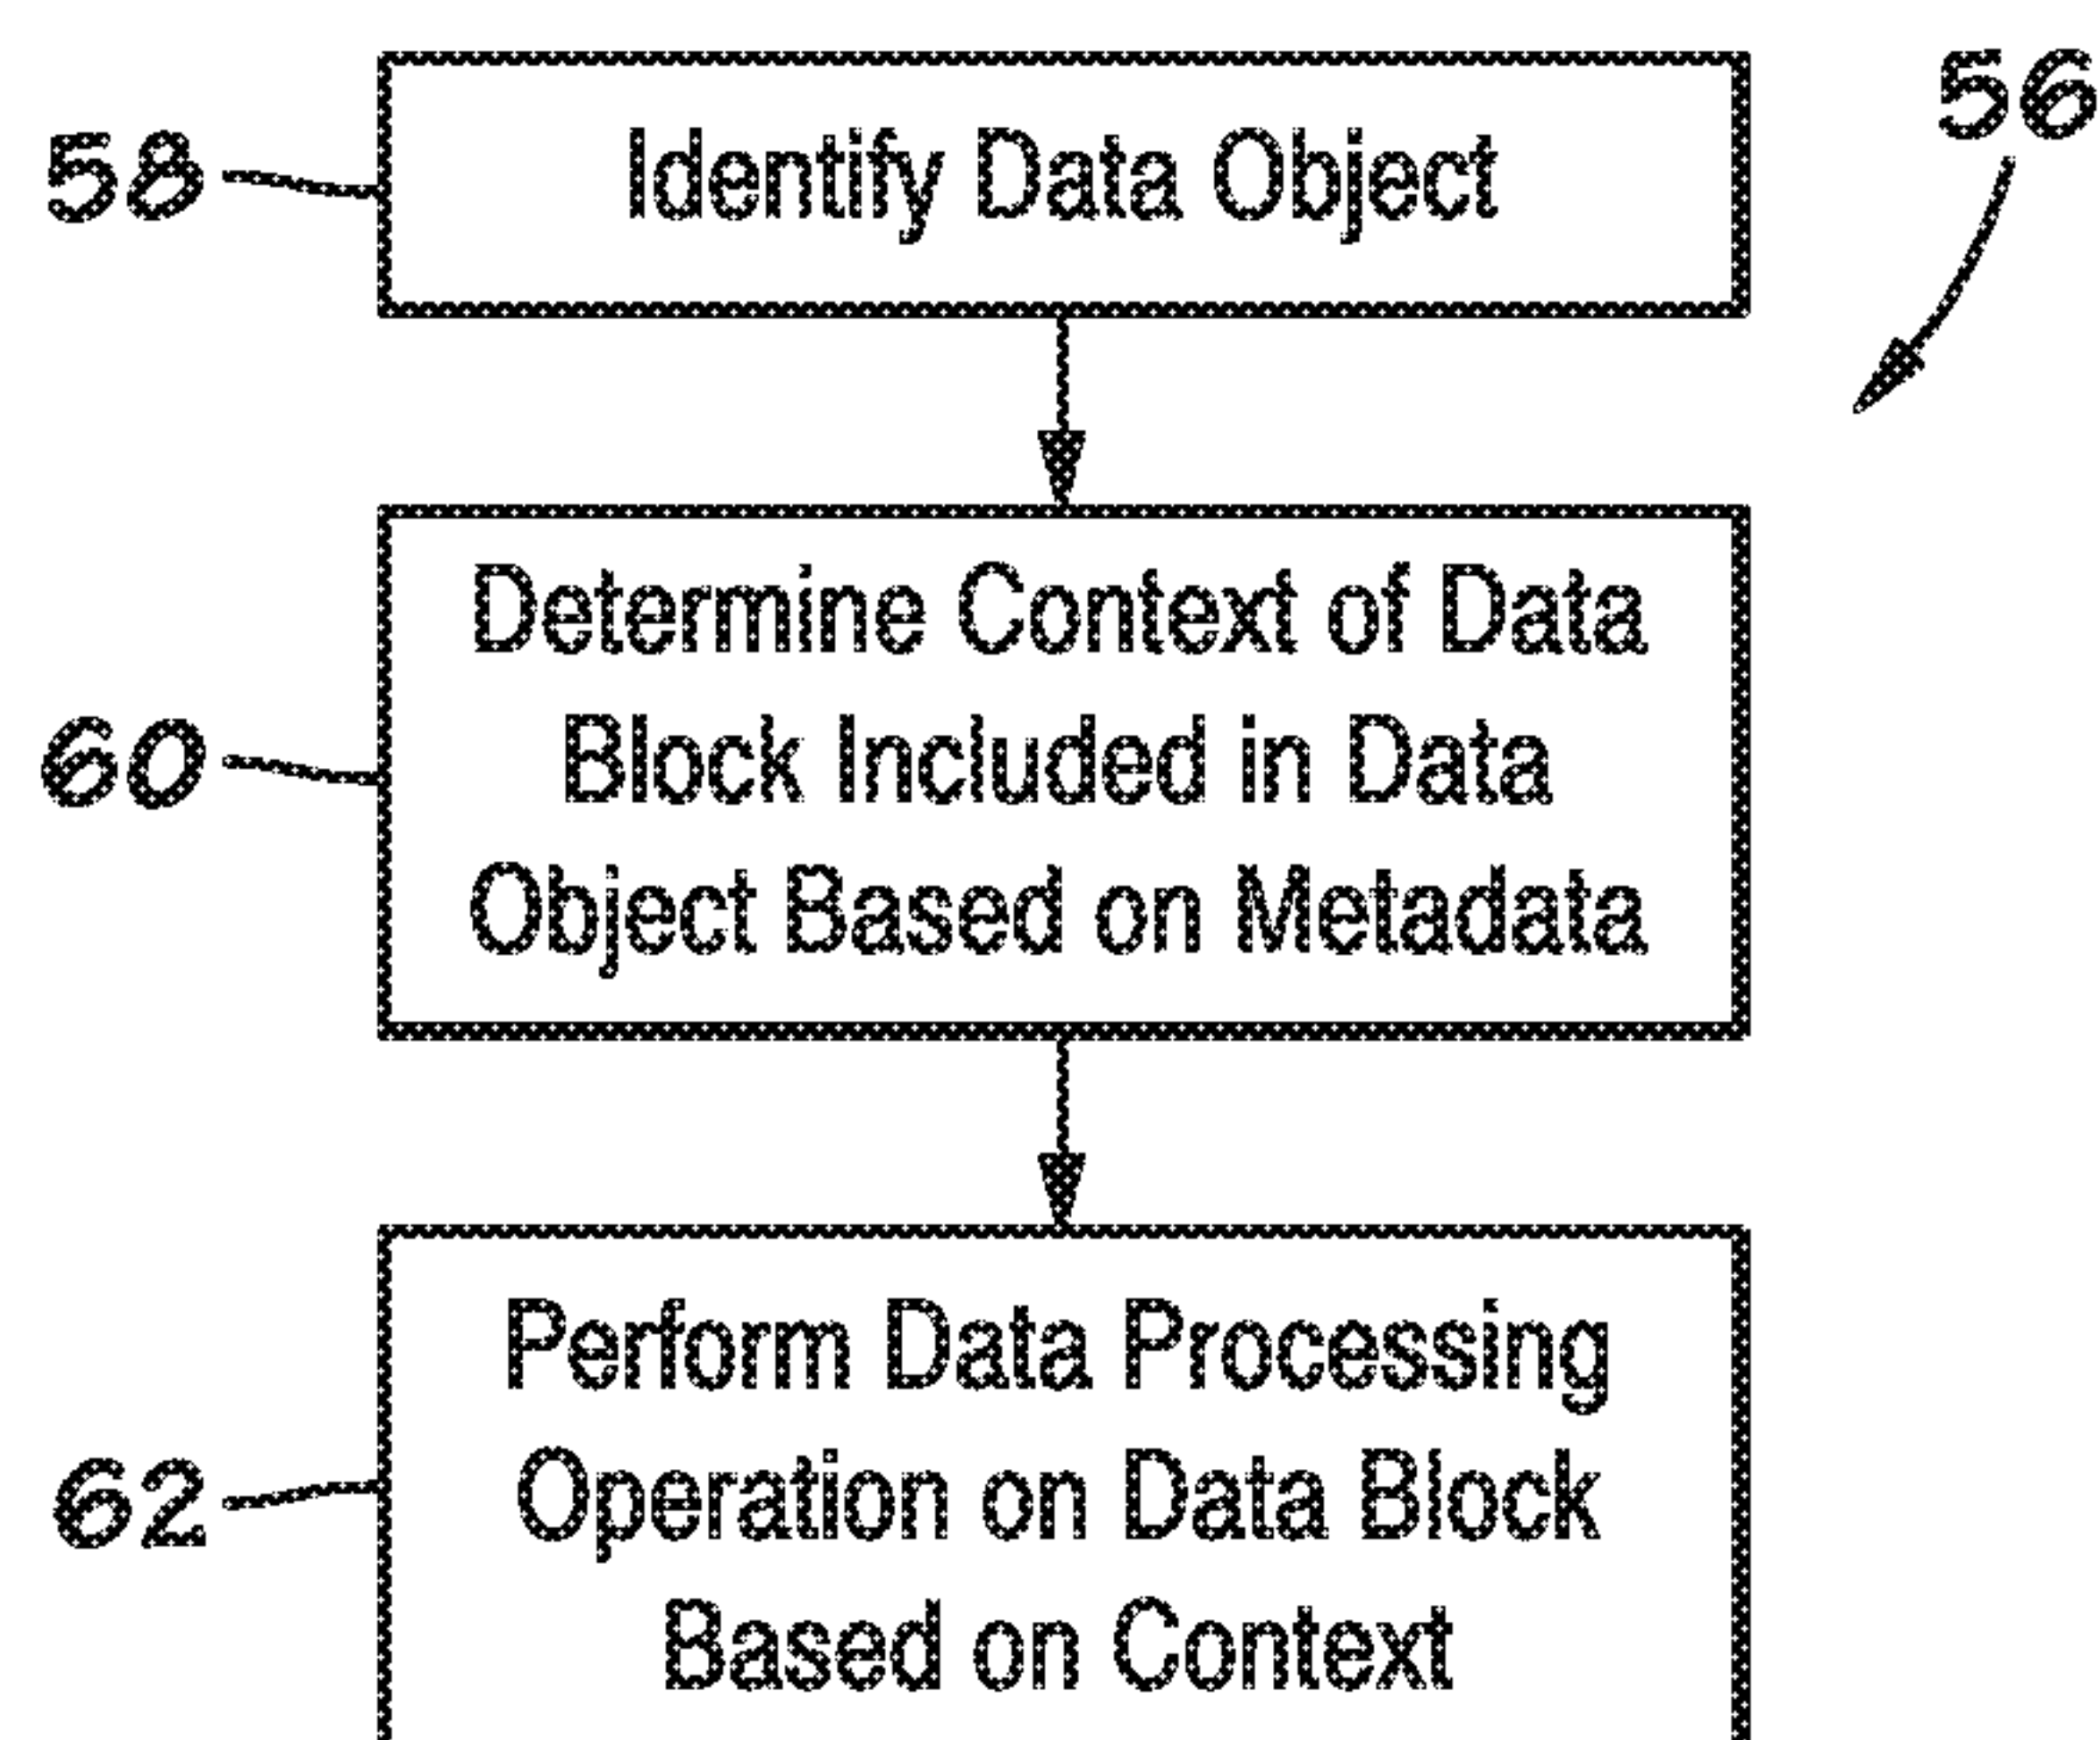 56
58
Identify Data Object
60
Determine Context of Data
Block Included in Data
Object Based on Metadata
62
Perform Data Processing
Operation on Data Block
Based on Context